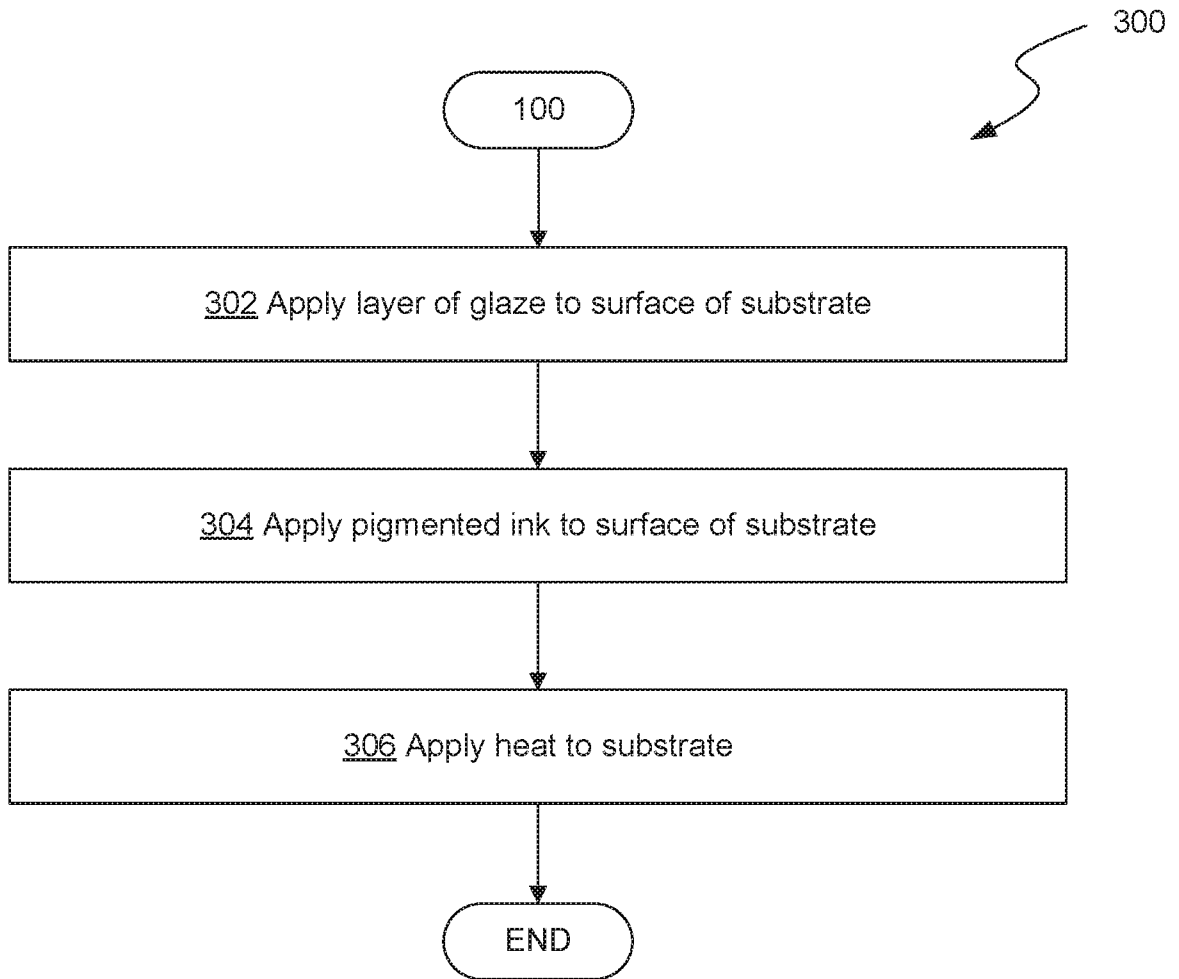 300
100
302 Apply layer of glaze to surface of substrate
304 Apply pigmented ink to surface of substrate
306 Apply heat to substrate
END